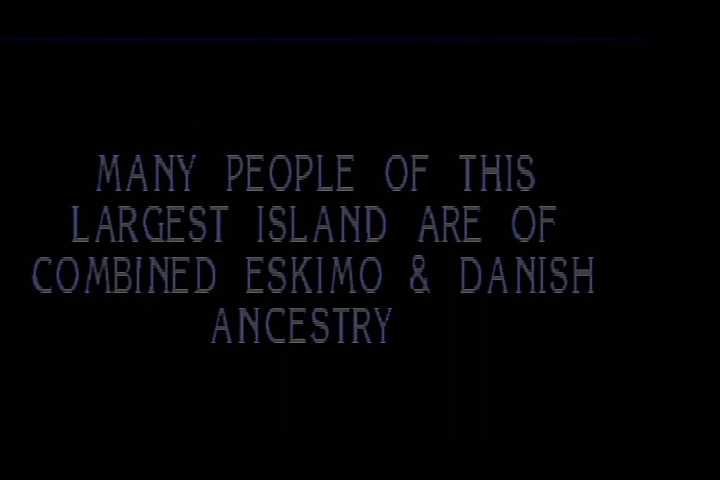 MANY PEOPLE OF THIS
LARGEST ISLAND ARE OF
COMBINED ESKIMO & DANISH
ANCESTRY